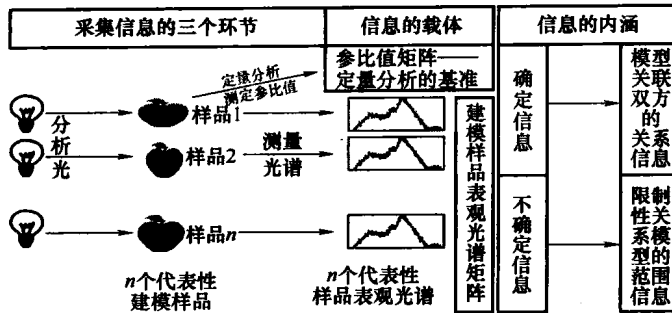 采集信息的三个环节
信息的载体
信息的内涵
定量分析
测定参比值
参比值矩阵——
定量分析的基准
分析光
样品1
样品2
样品n
测量
光谱
n个代表性
建模样品
n个代表性
样品表观光谱
建模样品表观光谱矩阵
确定信息
不确定信息
模型
关联
双方
的
关系
信息
限制
性关
系模
型的
范围
信息